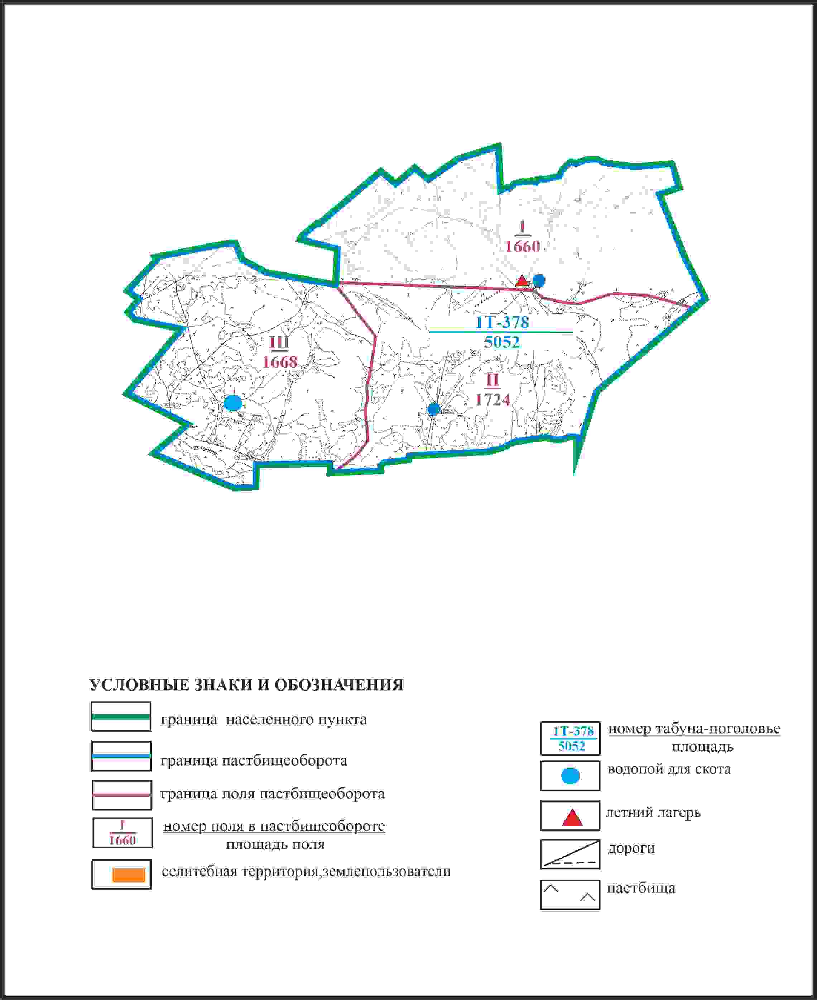 I
1660
1Т-378
5052
III
1668
II
1724
УСЛОВНЫЕ ЗНАКИ И ОБОЗНАЧЕНИЯ
граница населенного пункта
граница пастбищеоборота
граница поля пастбищеоборота
I
1660
номер поля в пастбищеобороте
площадь поля
селитебная территория,землепользователи
1Т-378
5052
номер табуна-поголовье
площадь
водопой для скота
летний лагерь
дороги
пастбища